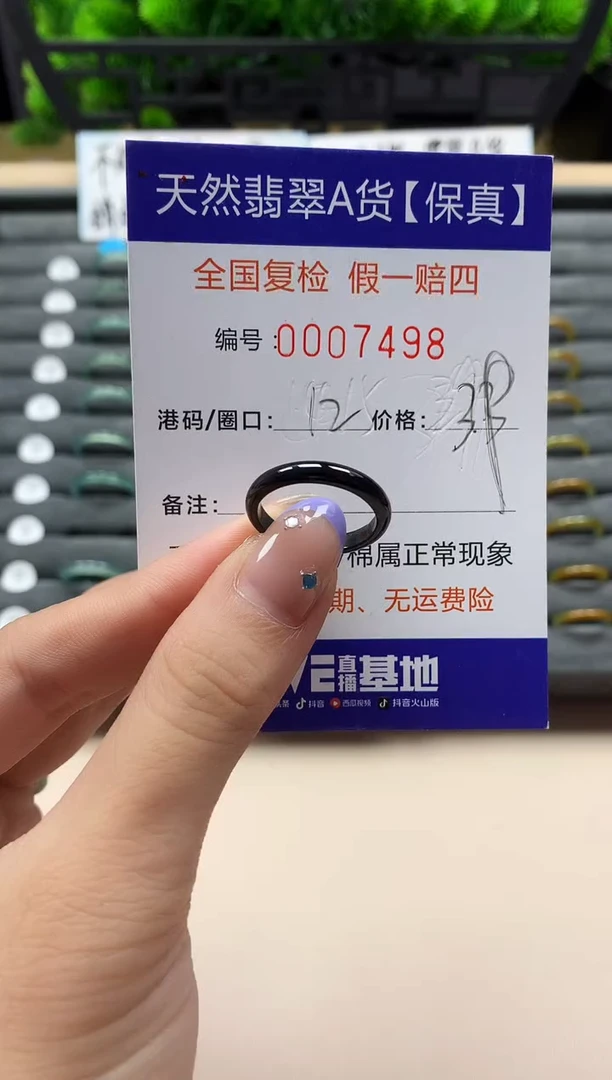 天然翡翠A货【保真】
全国复检 假一赔四
编号:0007498
港码/圈口: 12 价格:
备注:
棉属正常现象
期、无运费险
直播基地
抖音 西瓜视频 抖音火山版